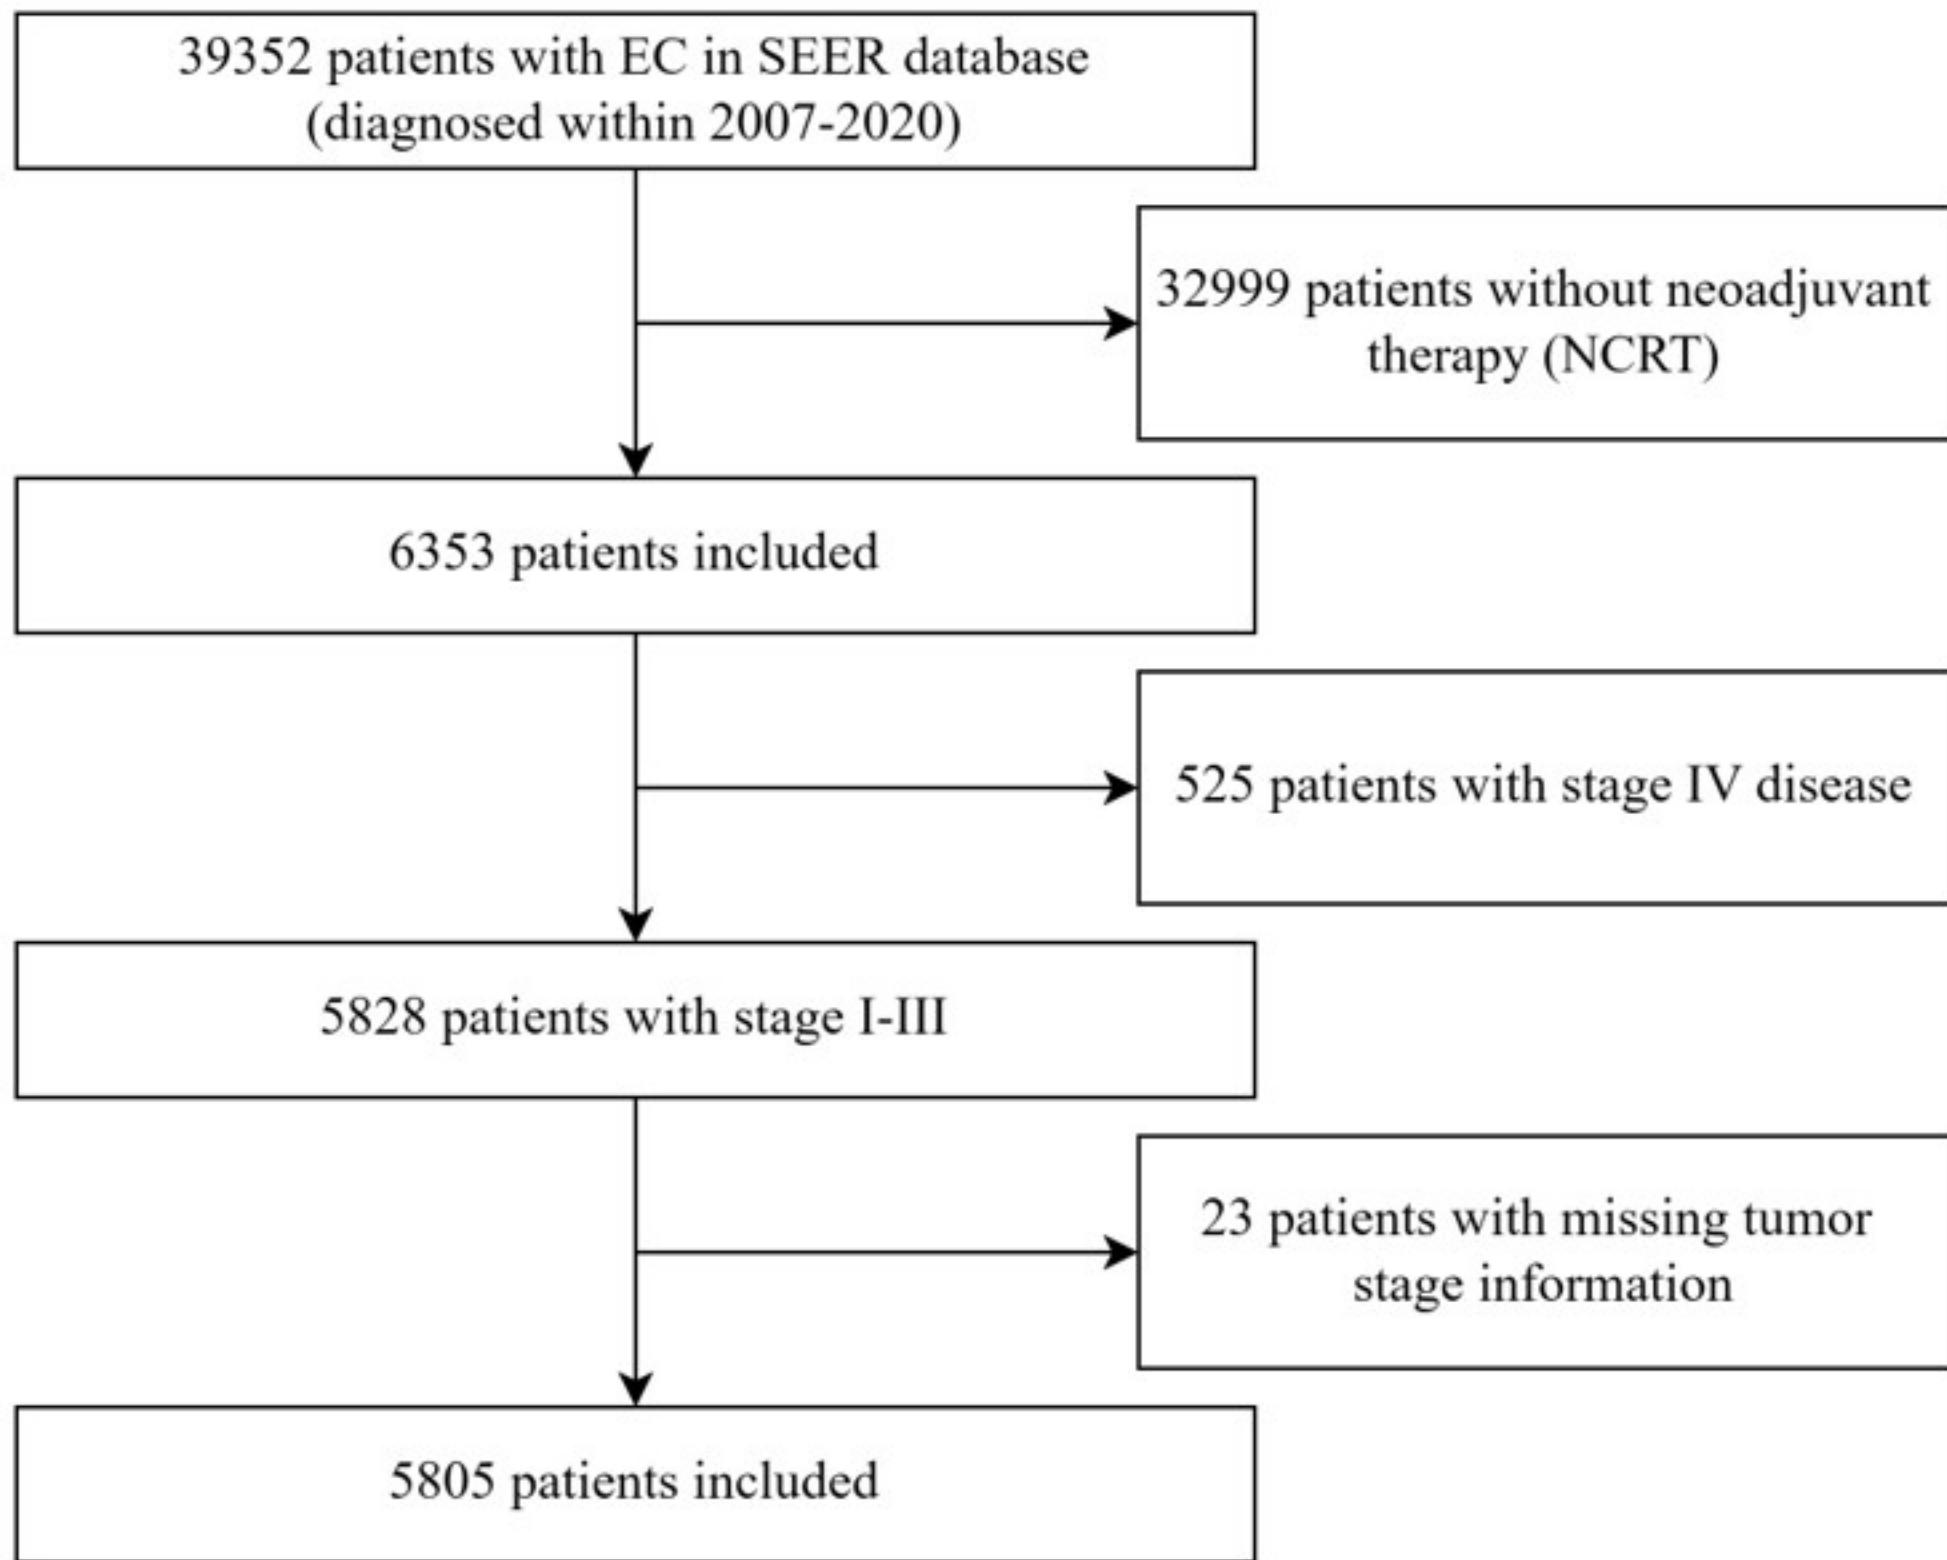 39352 patients with EC in SEER database
(diagnosed within 2007-2020)
32999 patients without neoadjuvant
therapy (NCRT)
6353 patients included
525 patients with stage IV disease
5828 patients with stage I-III
23 patients with missing tumor
stage information
5805 patients included